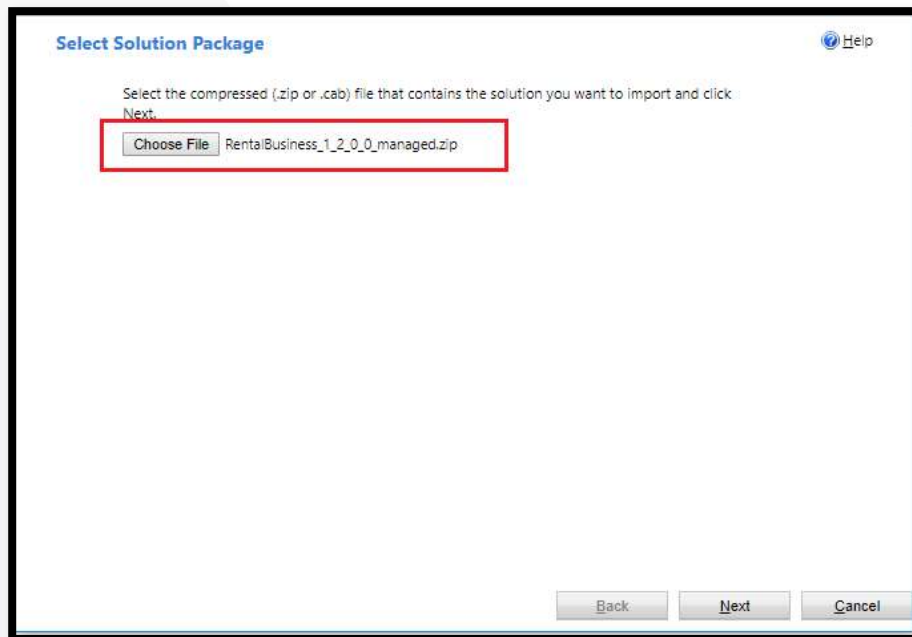 Select Solution Package
Help
Select the compressed (.zip or .cab) file that contains the solution you want to import and click
Next.
Choose File RentalBusiness_1_2_0_0_managed.zip
Back Next Cancel